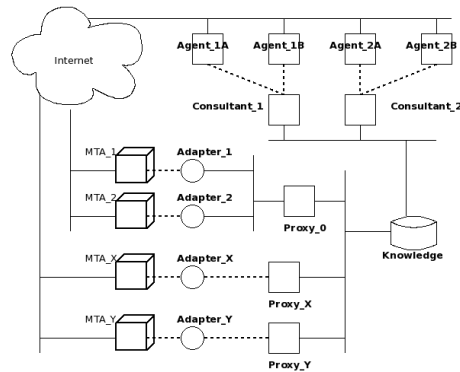 Internet
Agent_1A
Agent_1B
Agent_2A
Agent_2B
Consultant_1
Consultant_2
MTA_1
Adapter_1
MTA_2
Adapter_2
Proxy_0
Knowledge
MTA_X
Adapter_X
Proxy_X
MTA_Y
Adapter_Y
Proxy_Y